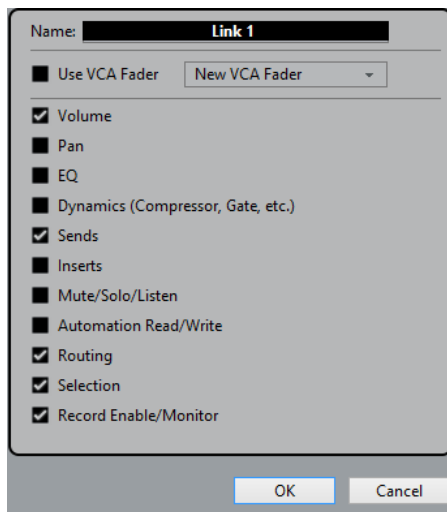 Name: Link 1
Use VCA Fader New VCA Fader
Volume
Pan
EQ
Dynamics (Compressor, Gate, etc.)
Sends
Inserts
Mute/Solo/Listen
Automation Read/Write
Routing
Selection
Record Enable/Monitor
OK Cancel